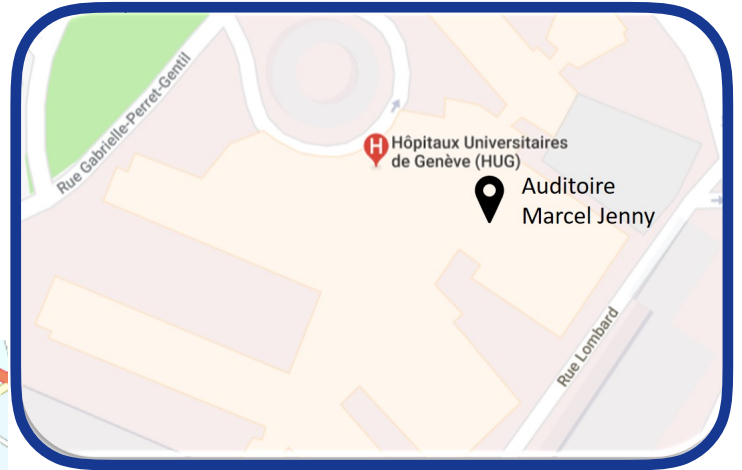 Rue Gabrielle-Perret-Gentil
H
Hôpitaux Universitaires
de Genève (HUG)
Auditoire
Marcel Jenny
Rue Lombard